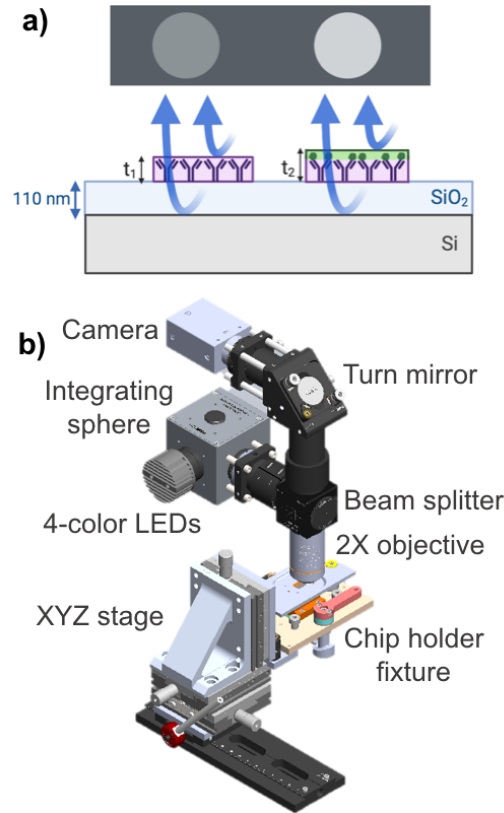 a)
t₁
t₂
110 nm
SiO₂
Si
b)
Camera
Turn mirror
Integrating
sphere
4-color LEDs
Beam splitter
2X objective
XYZ stage
Chip holder
fixture